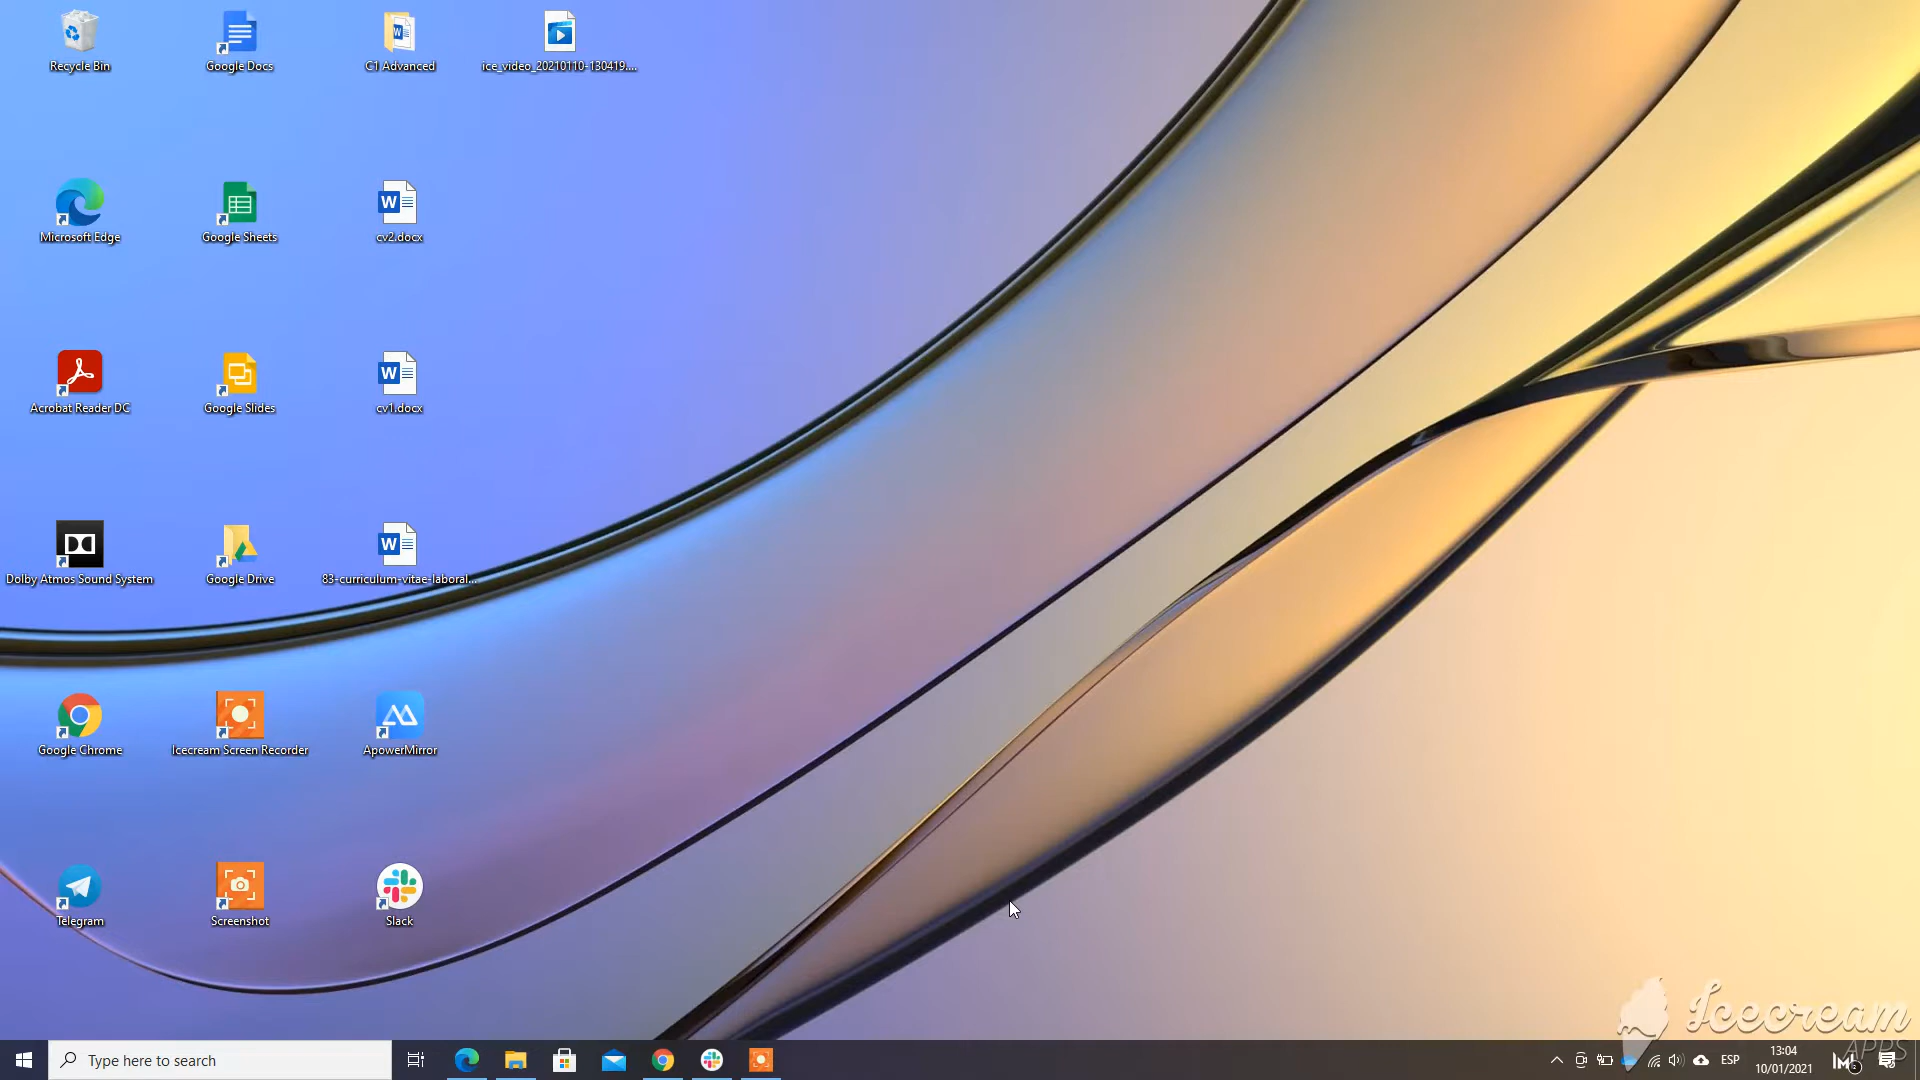 Recycle Bin
Google Docs
C1 Advanced
ice_video_20210110-130419....
Microsoft Edge
Google Sheets
cv2.docx
Acrobat Reader DC
Google Slides
cv1.docx
Dolby Atmos Sound System
Google Drive
83-curriculum-vitae-laboral...
Google Chrome
Icecream Screen Recorder
ApowerMirror
Telegram
Screenshot
Slack
Icecream
APPS
Type here to search
ESP
13:04
10/01/2021